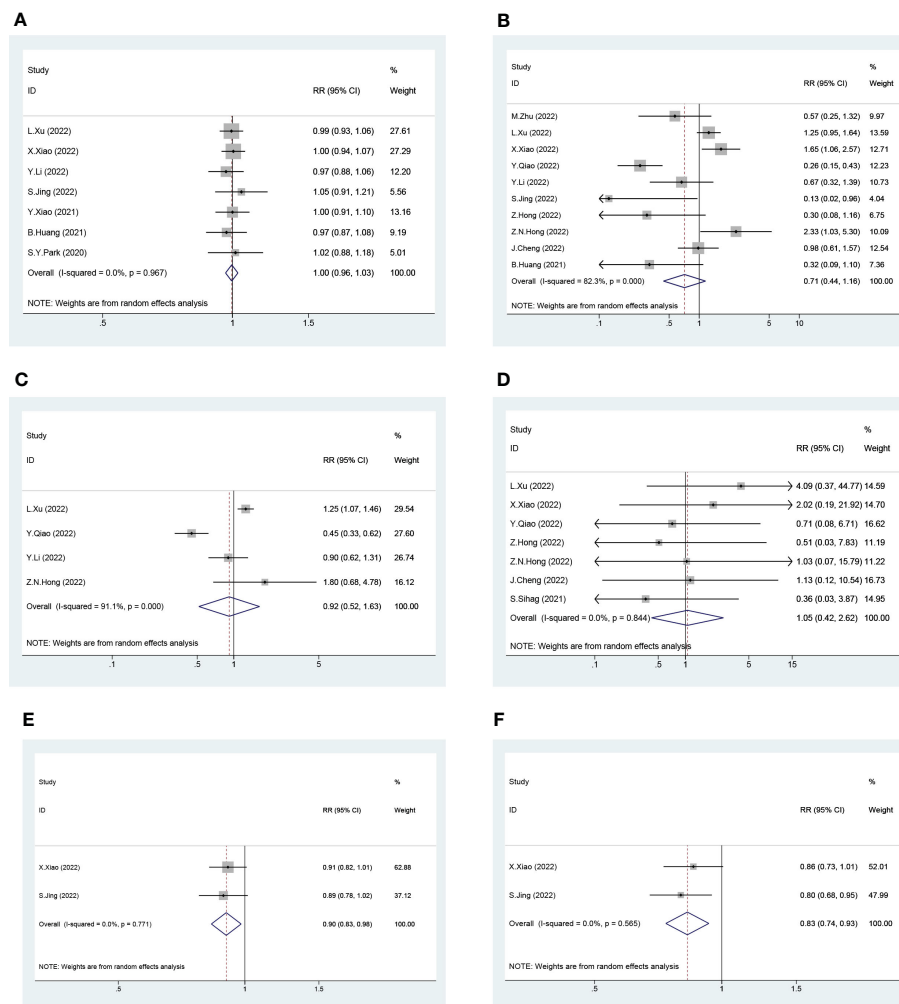 A
Study %
ID RR (95% CI) Weight
L.Xu (2022) 0.99 (0.93, 1.06) 27.61
X.Xiao (2022) 1.00 (0.94, 1.07) 27.29
Y.Li (2022) 0.97 (0.88, 1.06) 12.20
S.Jing (2022) 1.05 (0.91, 1.21) 5.56
Y.Xiao (2021) 1.00 (0.91, 1.10) 13.16
B.Huang (2021) 0.97 (0.87, 1.08) 9.19
S.Y.Park (2020) 1.02 (0.88, 1.18) 5.01
Overall (I-squared = 0.0%, p = 0.967) 1.00 (0.96, 1.03) 100.00
NOTE: Weights are from random effects analysis
.5 1 1.5
B
Study %
ID RR (95% CI) Weight
M.Zhu (2022) 0.57 (0.25, 1.32) 9.97
L.Xu (2022) 1.25 (0.95, 1.64) 13.59
X.Xiao (2022) 1.65 (1.06, 2.57) 12.71
Y.Qiao (2022) 0.26 (0.15, 0.43) 12.23
Y.Li (2022) 0.67 (0.32, 1.39) 10.73
S.Jing (2022) 0.13 (0.02, 0.96) 4.04
Z.Hong (2022) 0.30 (0.08, 1.16) 6.75
Z.N.Hong (2022) 2.33 (1.03, 5.30) 10.09
J.Cheng (2022) 0.98 (0.61, 1.57) 12.54
B.Huang (2021) 0.32 (0.09, 1.10) 7.36
Overall (I-squared = 82.3%, p = 0.000) 0.71 (0.44, 1.16) 100.00
NOTE: Weights are from random effects analysis
.1 .5 1 5 10
C
Study %
ID RR (95% CI) Weight
L.Xu (2022) 1.25 (1.07, 1.46) 29.54
Y.Qiao (2022) 0.45 (0.33, 0.62) 27.60
Y.Li (2022) 0.90 (0.62, 1.31) 26.74
Z.N.Hong (2022) 1.80 (0.68, 4.78) 16.12
Overall (I-squared = 91.1%, p = 0.000) 0.92 (0.52, 1.63) 100.00
NOTE: Weights are from random effects analysis
.1 .5 1 5
D
Study %
ID RR (95% CI) Weight
L.Xu (2022) 4.09 (0.37, 44.77) 14.59
X.Xiao (2022) 2.02 (0.19, 21.92) 14.70
Y.Qiao (2022) 0.71 (0.08, 6.71) 16.62
Z.Hong (2022) 0.51 (0.03, 7.83) 11.19
Z.N.Hong (2022) 1.03 (0.07, 15.79) 11.22
J.Cheng (2022) 1.13 (0.12, 10.54) 16.73
S.Sihag (2021) 0.36 (0.03, 3.87) 14.95
Overall (I-squared = 0.0%, p = 0.844) 1.05 (0.42, 2.62) 100.00
NOTE: Weights are from random effects analysis
.1 .5 1 5 15
E
Study %
ID RR (95% CI) Weight
X.Xiao (2022) 0.91 (0.82, 1.01) 62.88
S.Jing (2022) 0.89 (0.78, 1.02) 37.12
Overall (I-squared = 0.0%, p = 0.771) 0.90 (0.83, 0.98) 100.00
NOTE: Weights are from random effects analysis
.5 1 1.5
F
Study %
ID RR (95% CI) Weight
X.Xiao (2022) 0.86 (0.73, 1.01) 52.01
S.Jing (2022) 0.80 (0.68, 0.95) 47.99
Overall (I-squared = 0.0%, p = 0.565) 0.83 (0.74, 0.93) 100.00
NOTE: Weights are from random effects analysis
.5 1 1.5